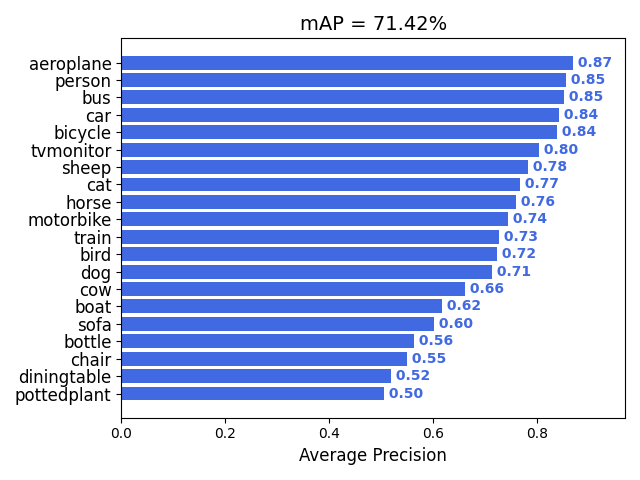 mAP = 71.42%
aeroplane 0.87
person 0.85
bus 0.85
car 0.84
bicycle 0.84
tvmonitor 0.80
sheep 0.78
cat 0.77
horse 0.76
motorbike 0.74
train 0.73
bird 0.72
dog 0.71
cow 0.66
boat 0.62
sofa 0.60
bottle 0.56
chair 0.55
diningtable 0.52
pottedplant 0.50
0.0 0.2 0.4 0.6 0.8
Average Precision